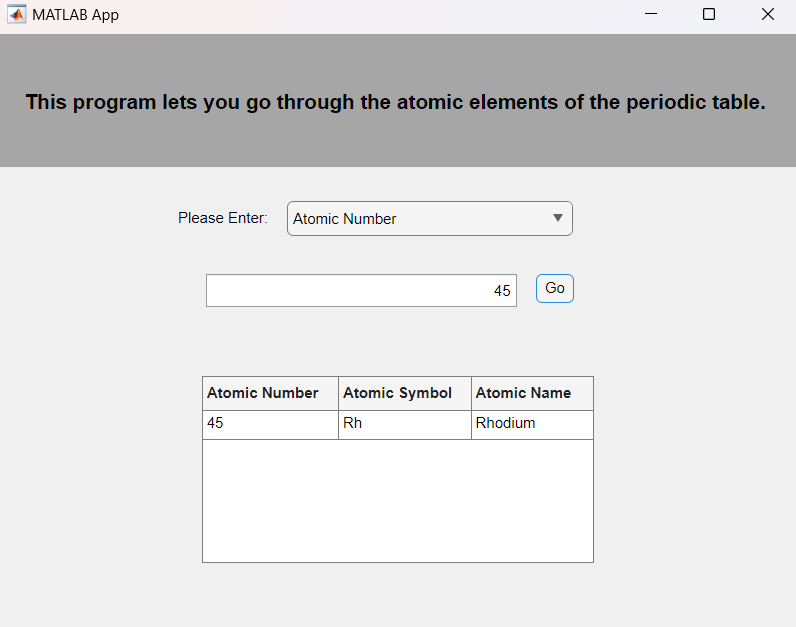 MATLAB App
This program lets you go through the atomic elements of the periodic table.
Please Enter: Atomic Number
45 Go
Atomic Number Atomic Symbol Atomic Name
45 Rh Rhodium